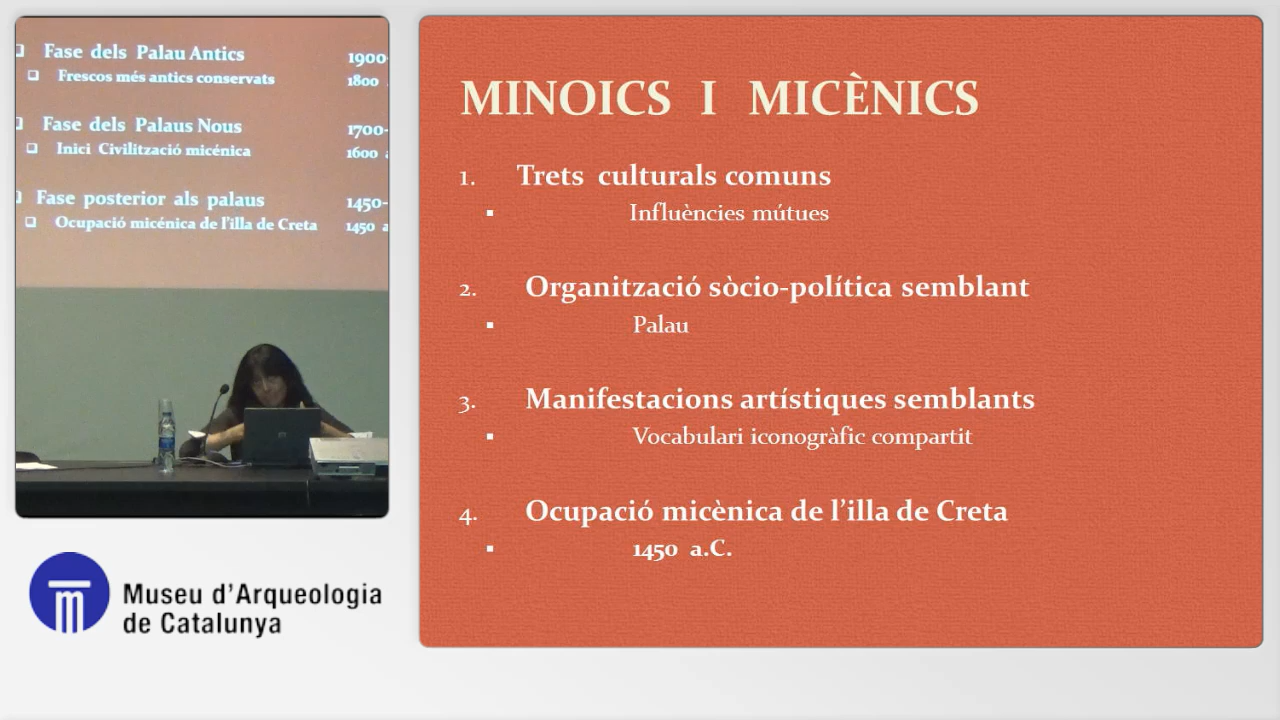 Fase dels Palau Antics 1900-
Frescos més antics conservats 1800
Fase dels Palaus Nous 1700-
Inici Civilització micénica 1600 a
Fase posterior als palaus 1450-
Ocupació micénica de l'illa de Creta 1450 a
Museu d'Arqueologia
de Catalunya
MINOICS I MICÈNICS
1. Trets culturals comuns
▪ Influències mútues
2. Organització sòcio-política semblant
▪ Palau
3. Manifestacions artístiques semblants
▪ Vocabulari iconogràfic compartit
4. Ocupació micènica de l'illa de Creta
▪ 1450 a.C.